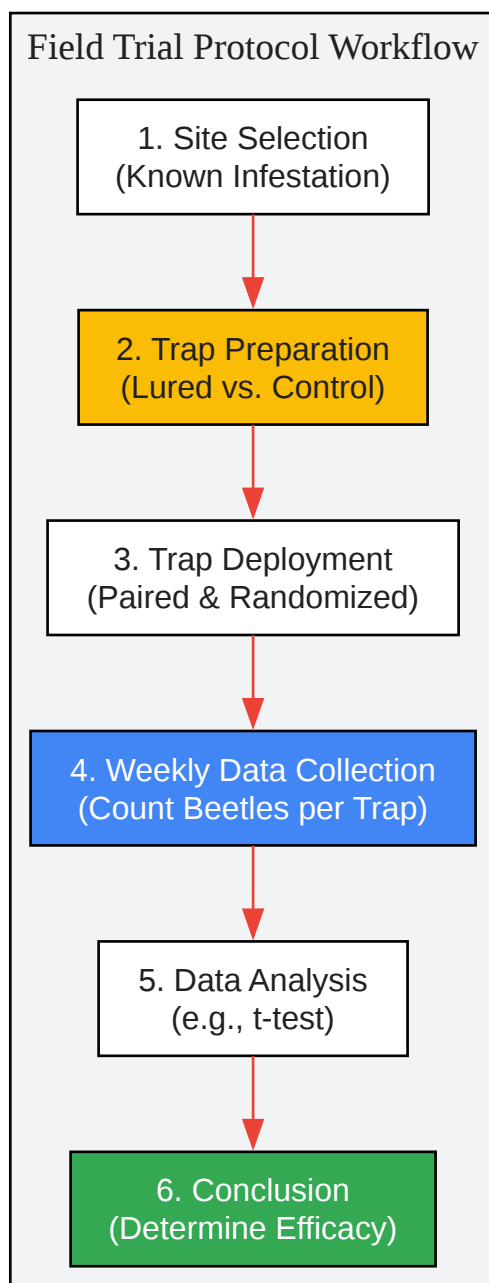 Field Trial Protocol Workflow
1. Site Selection
(Known Infestation)
2. Trap Preparation
(Lured vs. Control)
3. Trap Deployment
(Paired & Randomized)
4. Weekly Data Collection
(Count Beetles per Trap)
5. Data Analysis
(e.g., t-test)
6. Conclusion
(Determine Efficacy)